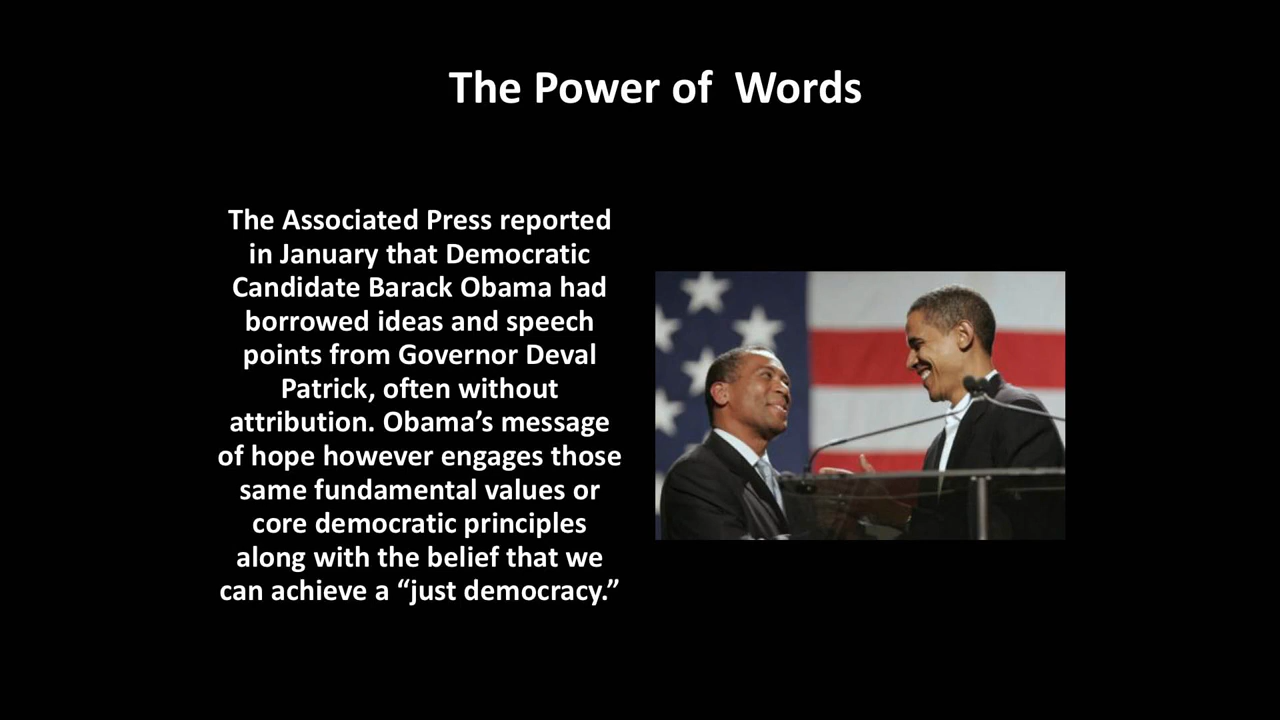 The Power of  Words
The Associated Press reported
in January that Democratic
Candidate Barack Obama had
borrowed ideas and speech
points from Governor Deval
Patrick, often without
attribution. Obama’s message
of hope however engages those
same fundamental values or
core democratic principles
along with the belief that we
can achieve a “just democracy.”